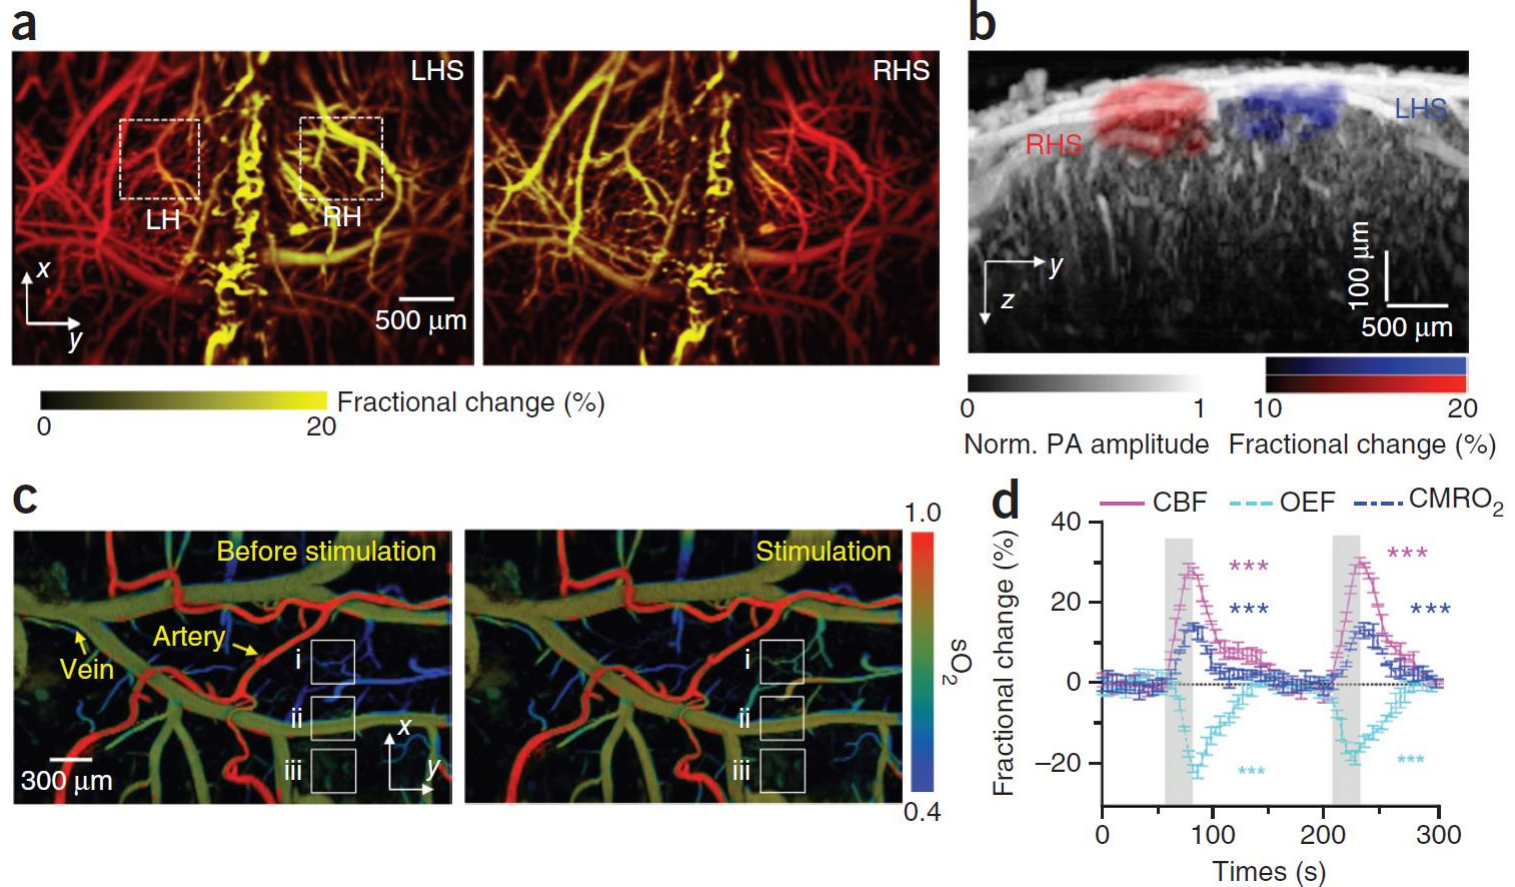 a
LHS
RHS
LH
RH
x
y
500 μm
0
20
Fractional change (%)
b
RHS
LHS
y
z
100 μm
500 μm
0
1
10
20
Norm. PA amplitude
Fractional change (%)
c
Before stimulation
Vein
Artery
i
ii
iii
x
y
300 μm
Stimulation
i
ii
iii
1.0
sO₂
0.4
d
CBF
OEF
CMRO₂
Fractional change (%)
40
20
0
–20
***
***
***
***
***
***
0
100
200
300
Times (s)